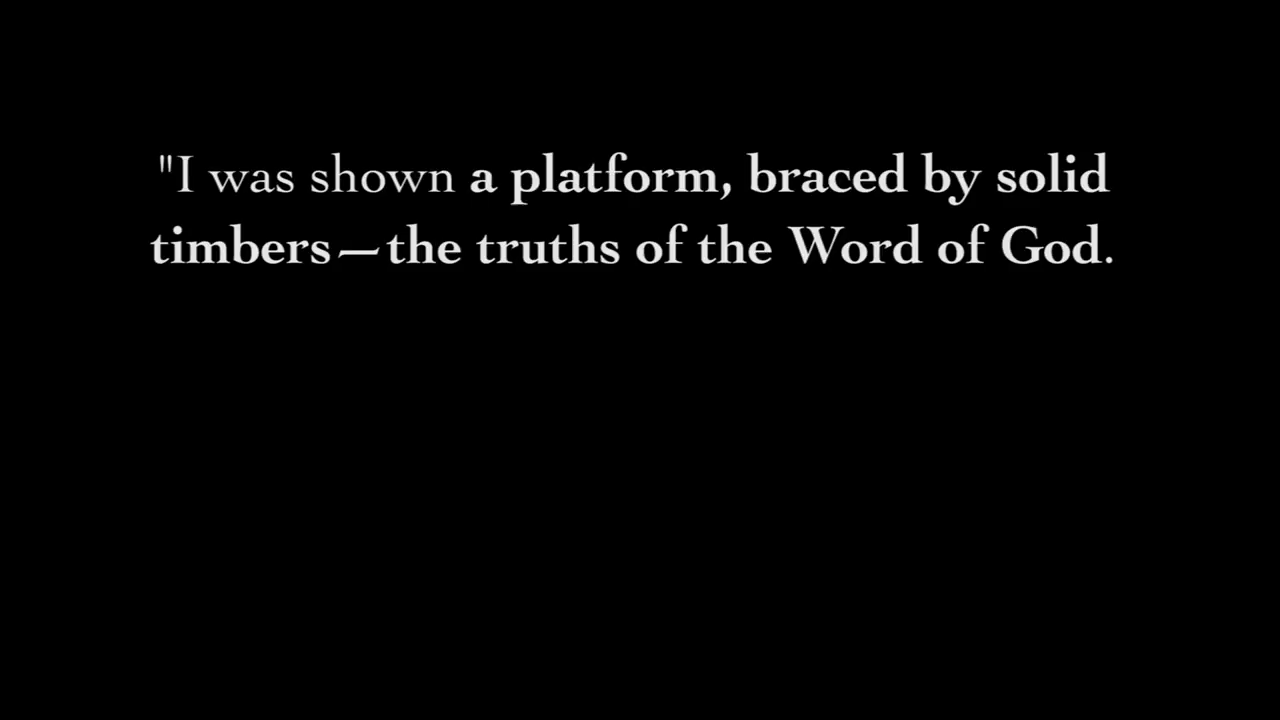 "I was shown a platform, braced by solid
timbers—the truths of the Word of God.